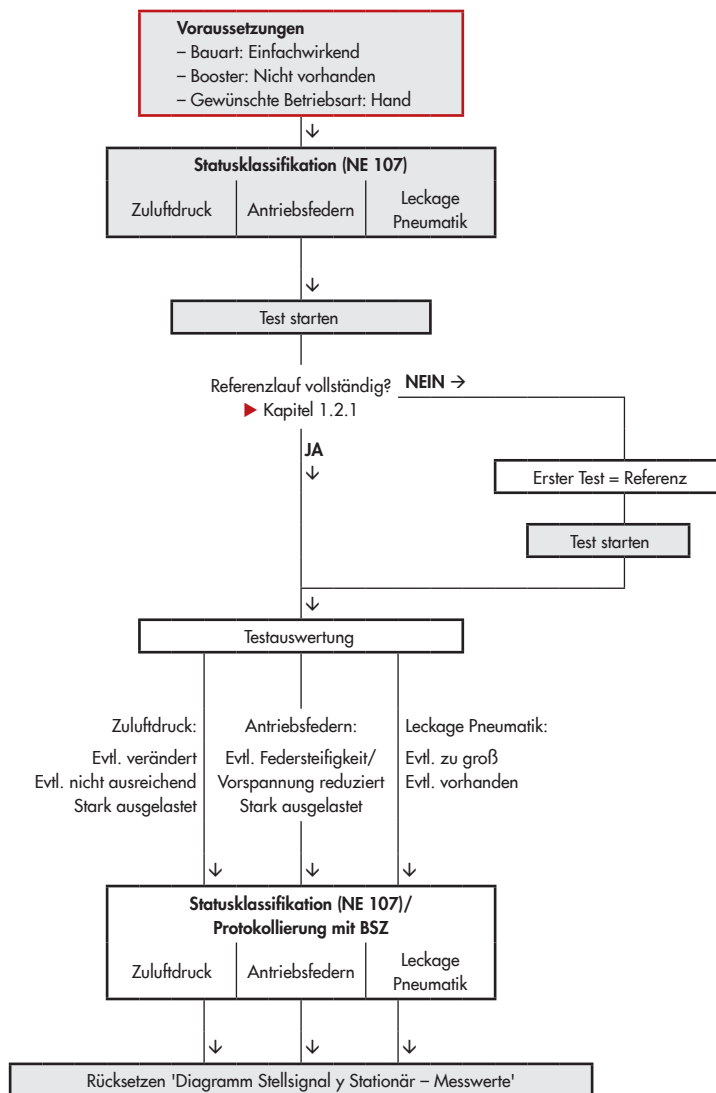 Voraussetzungen
– Bauart: Einfachwirkend
– Booster: Nicht vorhanden
– Gewünschte Betriebsart: Hand
Statusklassifikation (NE 107)
Zuluftdruck
Antriebsfedern
Leckage
Pneumatik
Test starten
Referenzlauf vollständig?
▶ Kapitel 1.2.1
NEIN →
JA
Erster Test = Referenz
Test starten
Testauswertung
Zuluftdruck:
Evtl. verändert
Evtl. nicht ausreichend
Stark ausgelastet
Antriebsfedern:
Evtl. Federsteifigkeit/
Vorspannung reduziert
Stark ausgelastet
Leckage Pneumatik:
Evtl. zu groß
Evtl. vorhanden
Statusklassifikation (NE 107)/
Protokollierung mit BSZ
Zuluftdruck
Antriebsfedern
Leckage
Pneumatik
Rücksetzen 'Diagramm Stellsignal y Stationär – Messwerte'